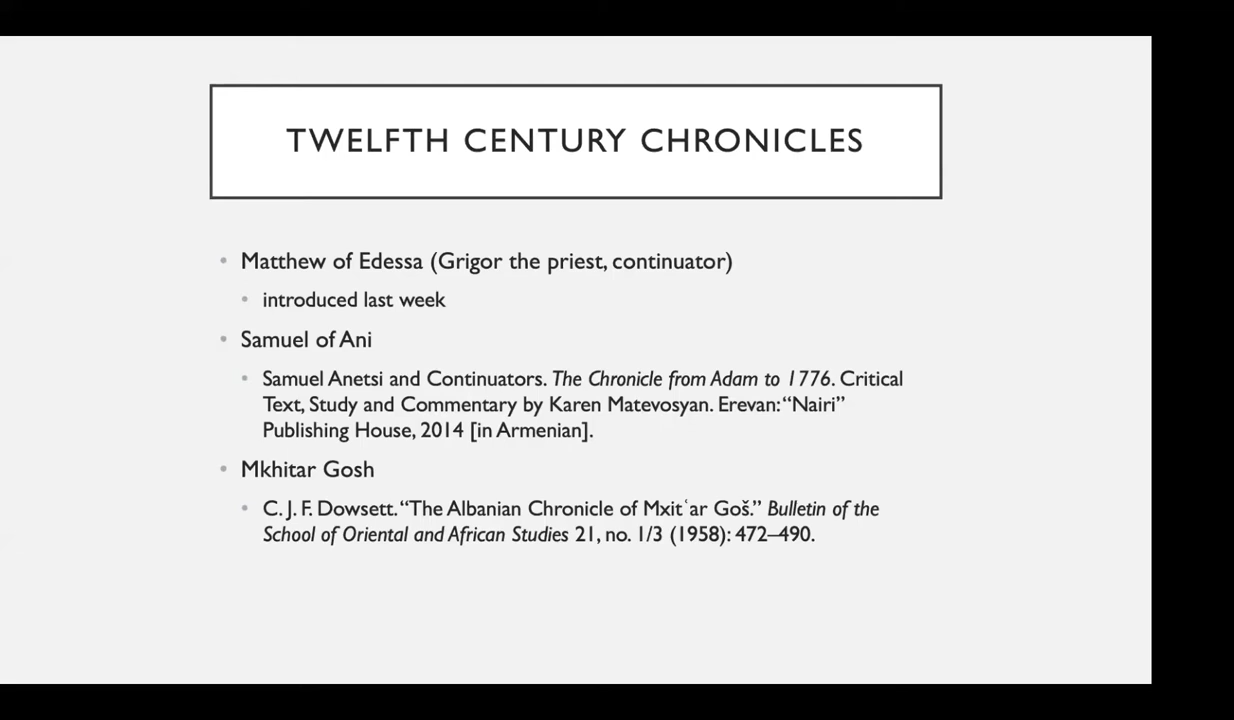 TWELFTH CENTURY CHRONICLES
• Matthew of Edessa (Grigor the priest, continuator)
• introduced last week
• Samuel of Ani
• Samuel Anetsi and Continuators. The Chronicle from Adam to 1776. Critical
Text, Study and Commentary by Karen Matevosyan. Erevan: “Nairi”
Publishing House, 2014 [in Armenian].
• Mkhitar Gosh
• C. J. F. Dowsett. “The Albanian Chronicle of Mxitʿar Goš.” Bulletin of the
School of Oriental and African Studies 21, no. 1/3 (1958): 472–490.